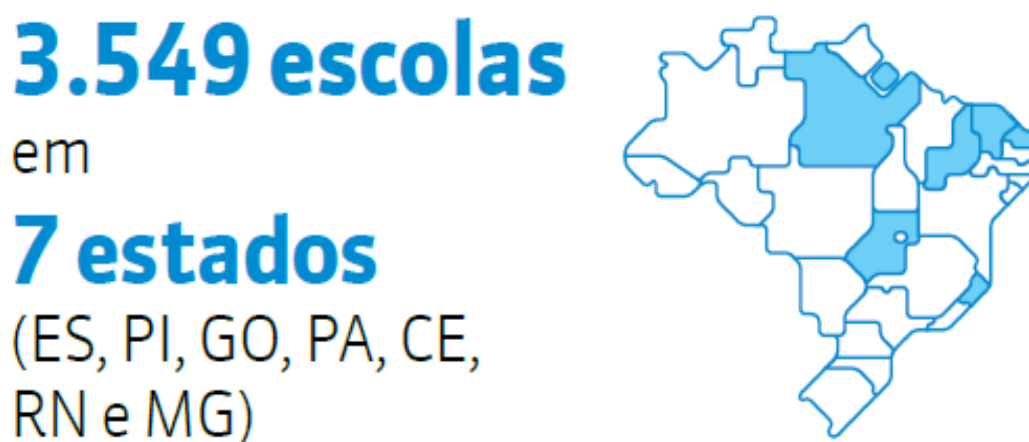 3.549 escolas
em
7 estados
(ES, PI, GO, PA, CE,
RN e MG)